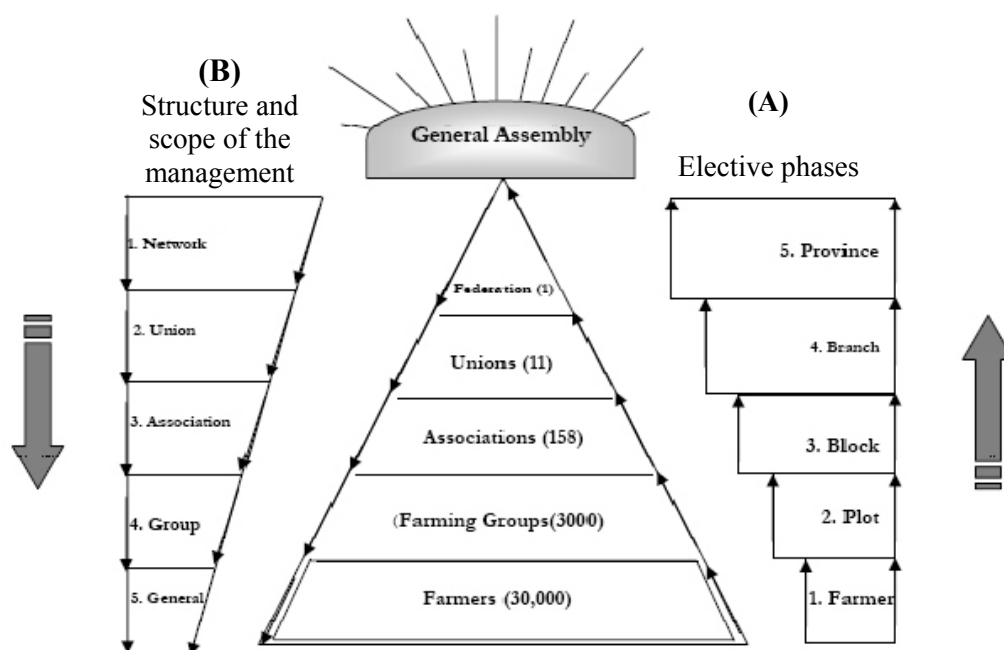 (B)
Structure and
scope of the
management
1. Network
2. Union
3. Association
4. Group
5. General
General Assembly
Federation (1)
Unions (11)
Associations (158)
(Farming Groups(3000)
Farmers (30,000)
(A)
Elective phases
5. Province
4. Branch
3. Block
2. Plot
1. Farmer